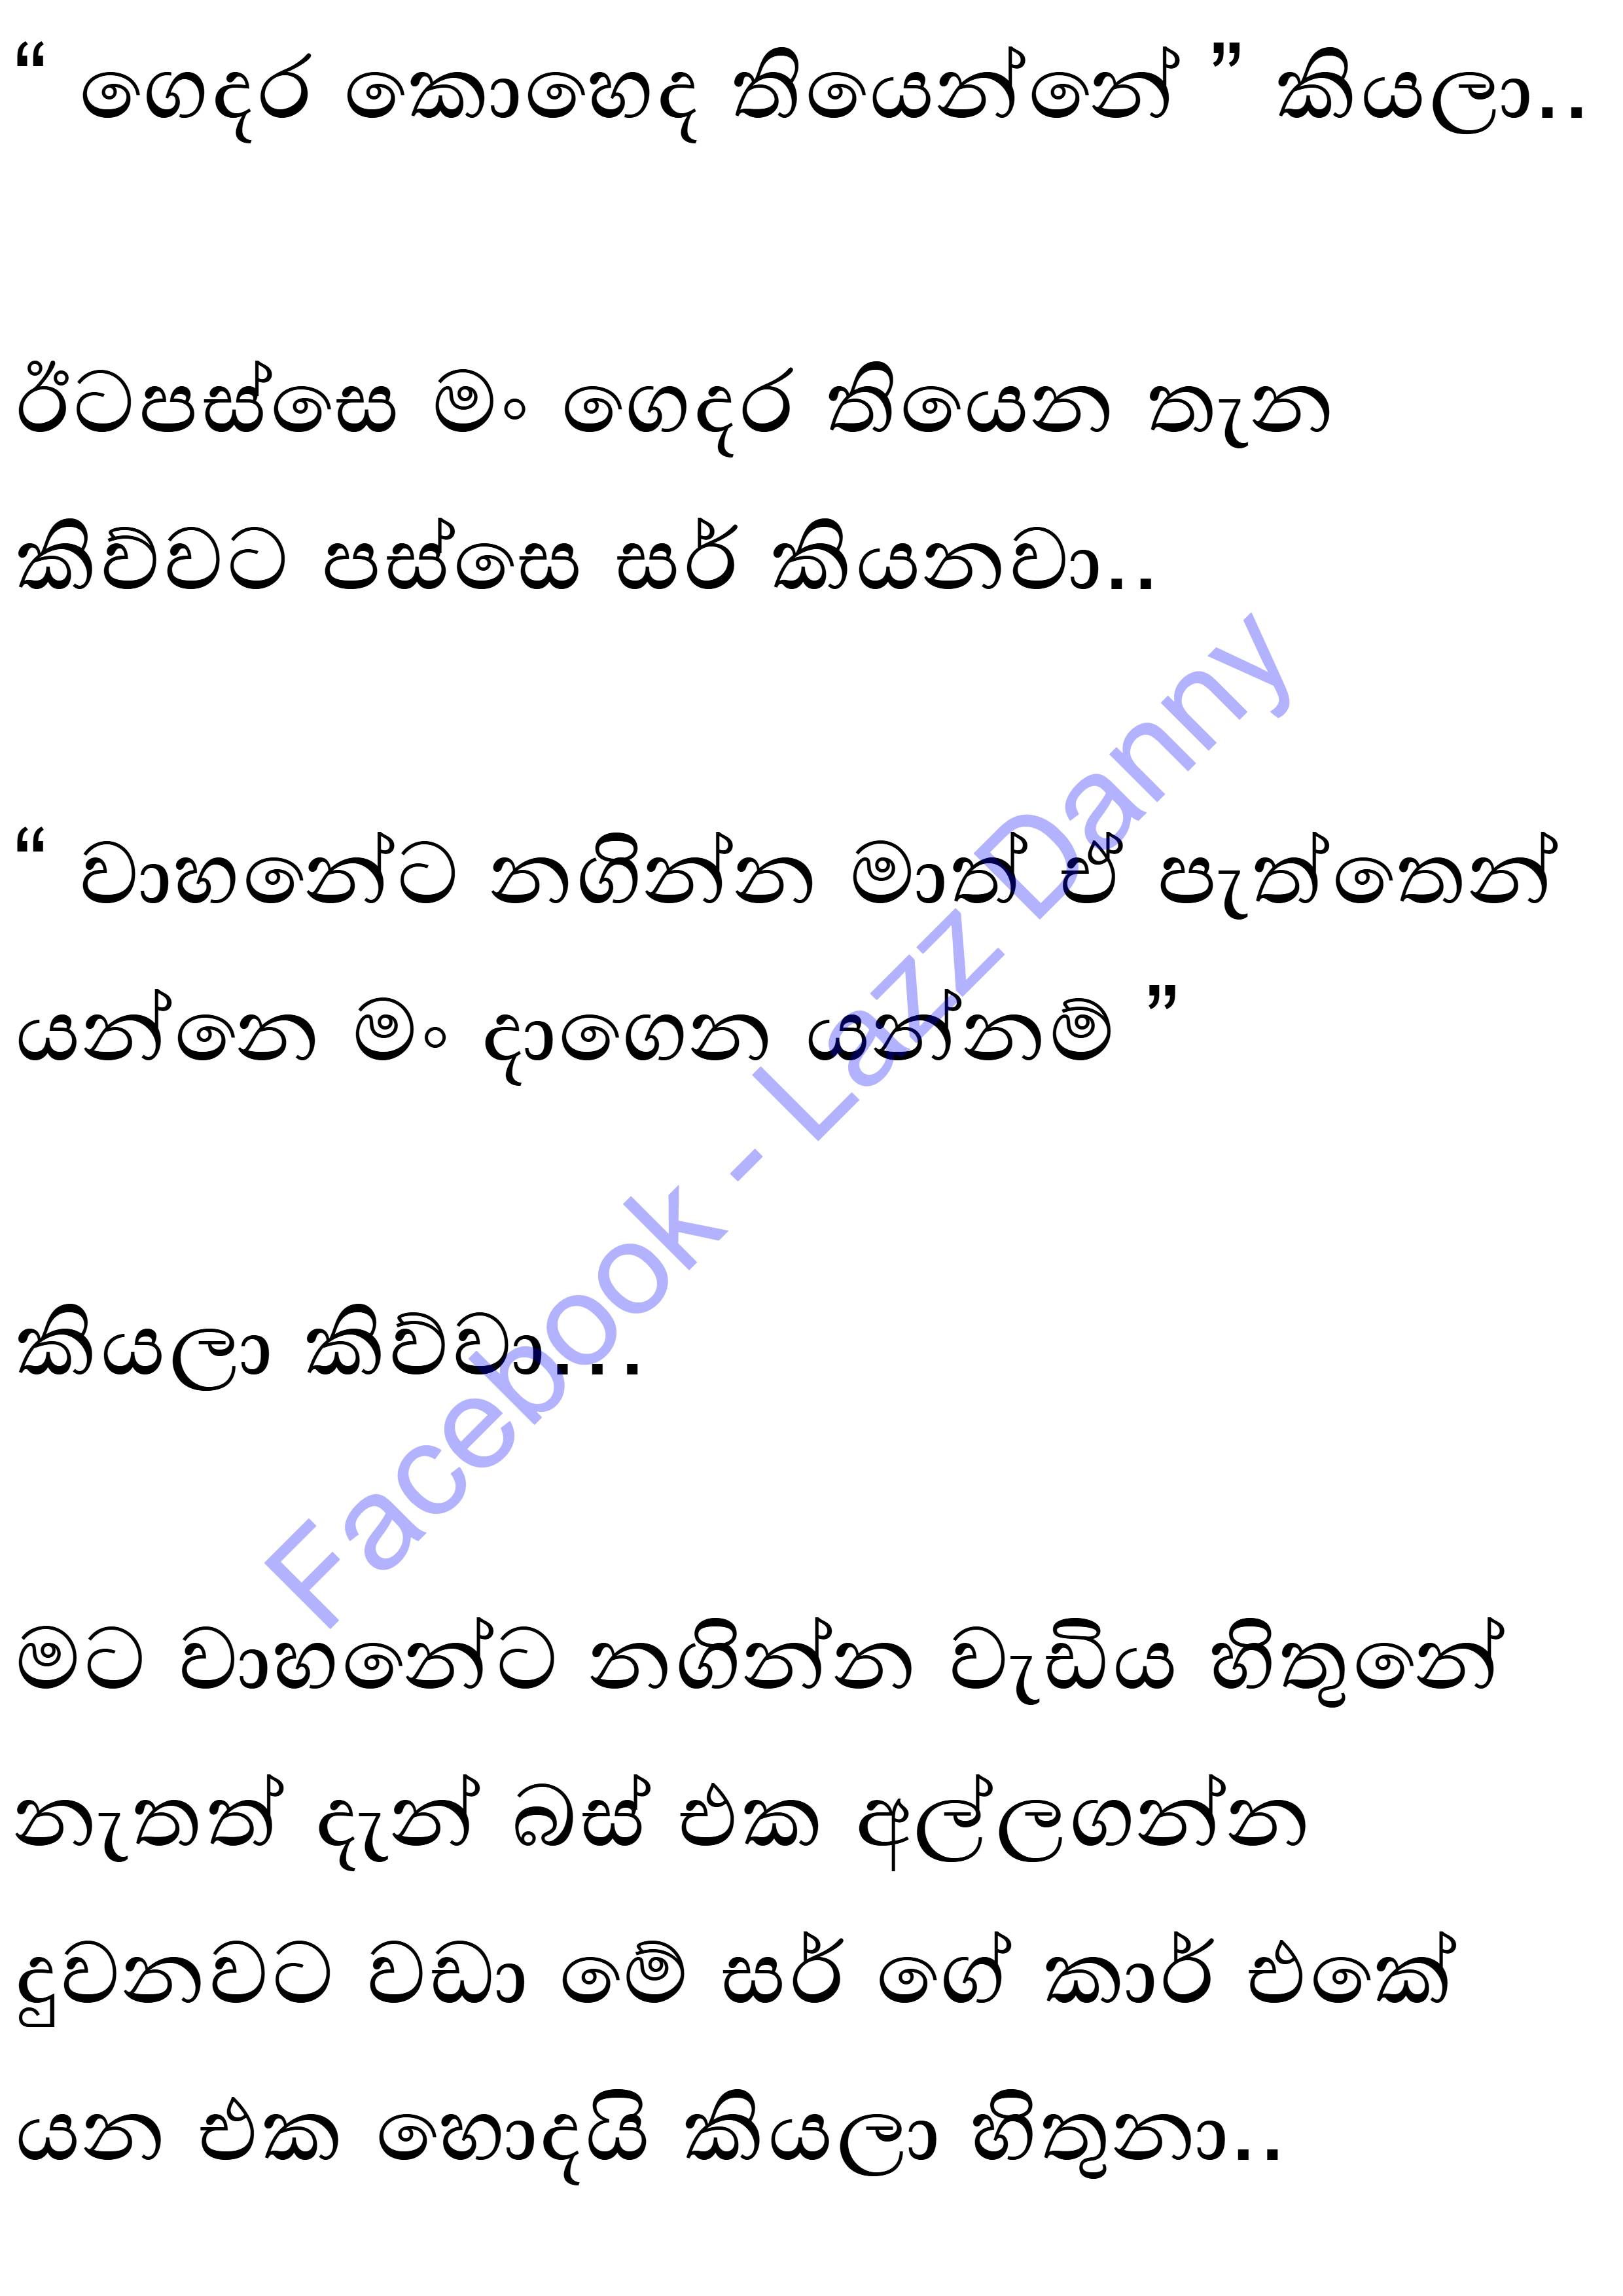 “ ගෙදර කොහෙද තියෙන්නේ ” කියලා..
ඊටපස්සෙ මං ගෙදර තියෙන තැන
කිව්වට පස්සෙ සර් කියනවා..
“ වාහනේට නගින්න මාත් ඒ පැත්තෙන්
යන්නෙ මං දාගෙන යන්නම් ”
කියලා කිව්වා...
මට වාහනේට නගින්න වැඩිය හිතුනේ
නැතත් දැන් බස් එක අල්ලගන්න
දුවනවට වඩා මේ සර් ගේ කාර් එකේ
යන එක හොදයි කියලා හිතුනා..
Facebook - Lazz Danny